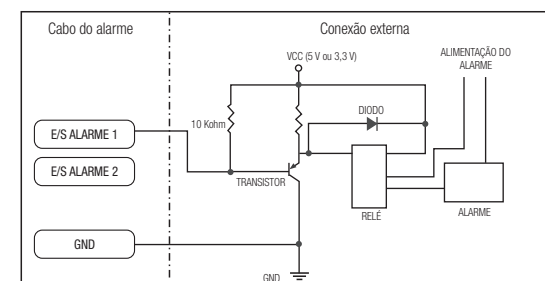 Cabo do alarme
Conexão externa
VCC (5 V ou 3,3 V)
ALIMENTAÇÃO DO
ALARME
DIODO
10 Kohm
E/S ALARME 1
E/S ALARME 2
TRANSISTOR
RELÉ
ALARME
GND
GND